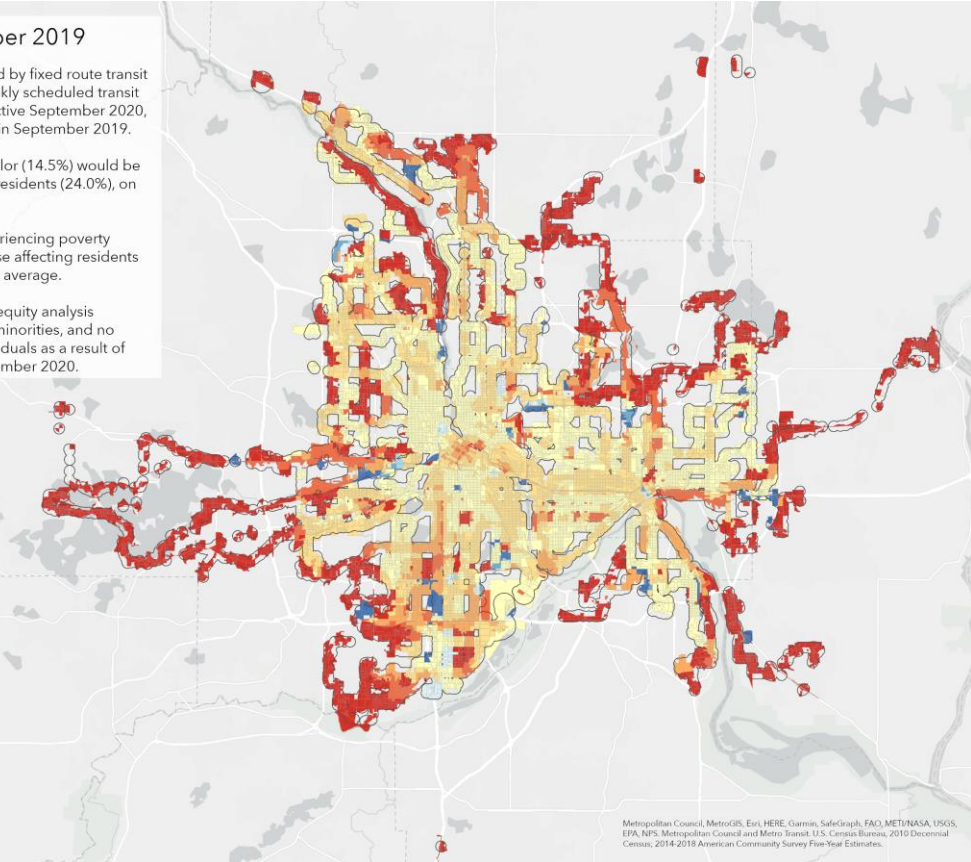 ber 2019
d by fixed route transit
kly scheduled transit
ctive September 2020,
in September 2019.
lor (14.5%) would be
residents (24.0%), on
riencing poverty
se affecting residents
average.
equity analysis
minorities, and no
duals as a result of
mber 2020.
Metropolitan Council, MetroGIS, Esri, HERE, Garmin, SafeGraph, FAO, METI/NASA, USGS,
EPA, NPS. Metropolitan Council and Metro Transit. U.S. Census Bureau, 2010 Decennial
Census; 2014-2018 American Community Survey Five-Year Estimates.